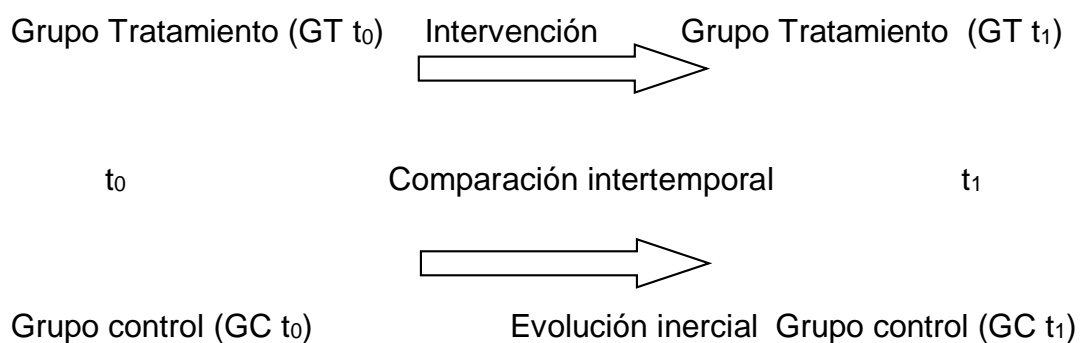 Grupo Tratamiento (GT t₀) Intervención Grupo Tratamiento (GT t₁)
t₀ Comparación intertemporal t₁
Grupo control (GC t₀) Evolución inercial Grupo control (GC t₁)